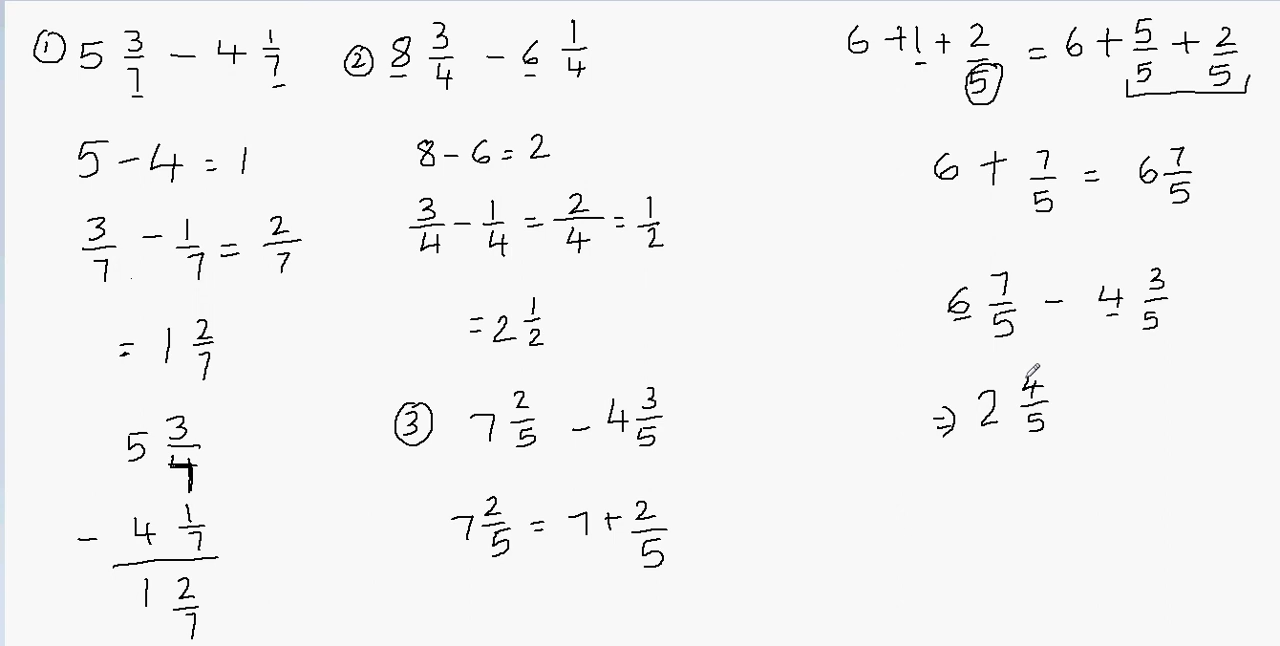 ① 5 3/7 - 4 1/7
5 - 4 = 1
3/7 - 1/7 = 2/7
= 1 2/7
5 3/7
- 4 1/7
1 2/7
② 8 3/4 - 6 1/4
8 - 6 = 2
3/4 - 1/4 = 2/4 = 1/2
= 2 1/2
③ 7 2/5 - 4 3/5
7 2/5 = 7 + 2/5
6 + 1 + 2/5 = 6 + 5/5 + 2/5
6 + 7/5 = 6 7/5
6 7/5 - 4 3/5
⇒ 2 4/5